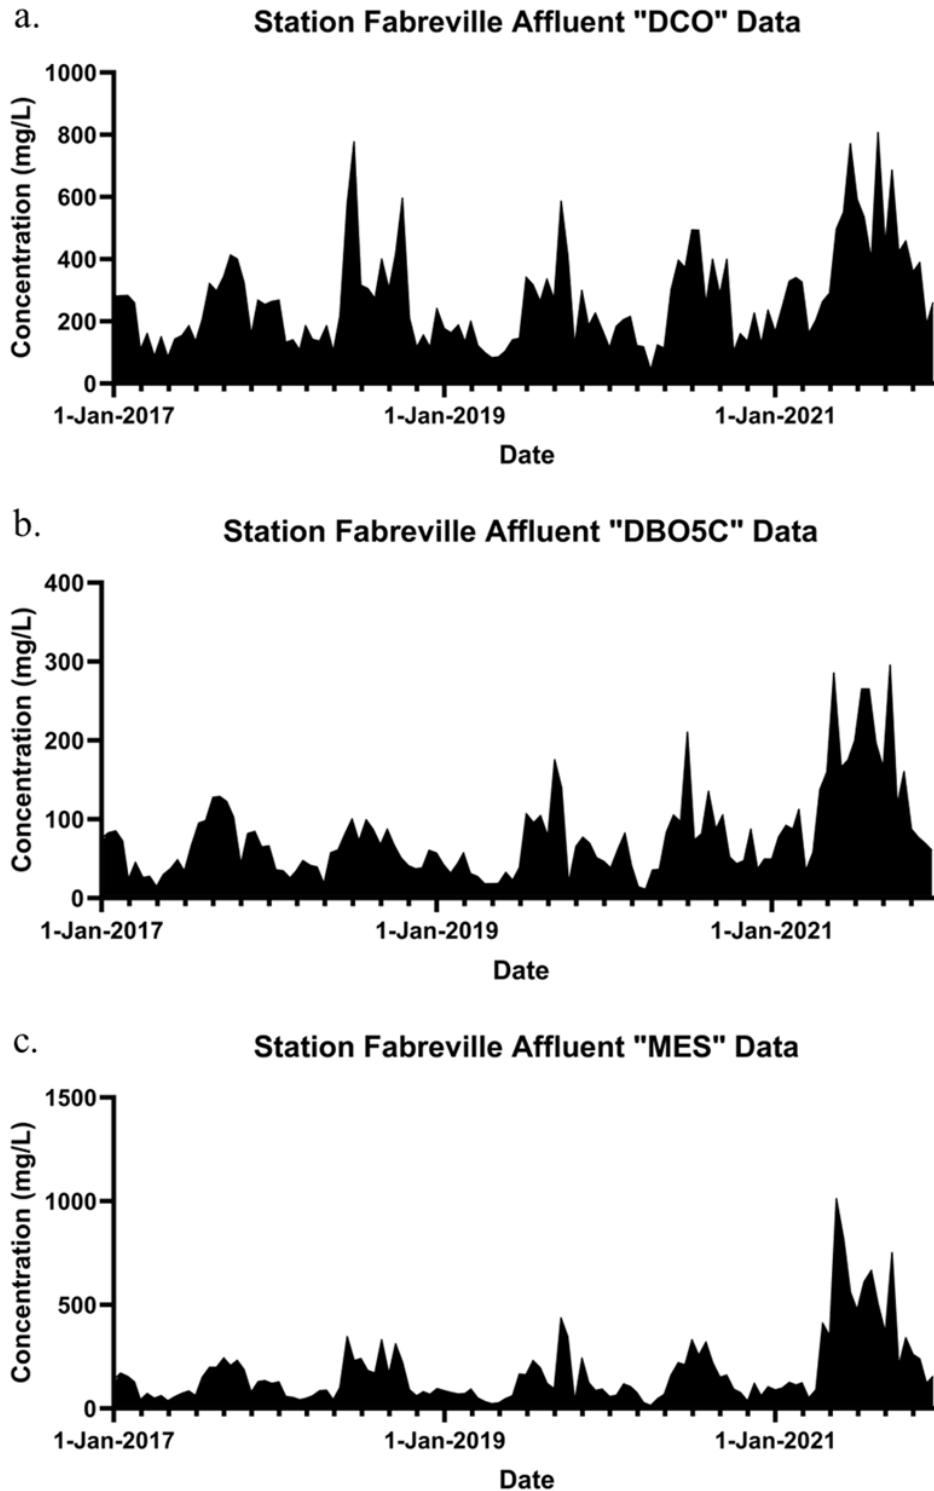 a.
Station Fabreville Affluent "DCO" Data
Concentration (mg/L)
1000
800
600
400
200
0
1-Jan-2017 1-Jan-2019 1-Jan-2021
Date
b.
Station Fabreville Affluent "DBO5C" Data
Concentration (mg/L)
400
300
200
100
0
1-Jan-2017 1-Jan-2019 1-Jan-2021
Date
c.
Station Fabreville Affluent "MES" Data
Concentration (mg/L)
1500
1000
500
0
1-Jan-2017 1-Jan-2019 1-Jan-2021
Date